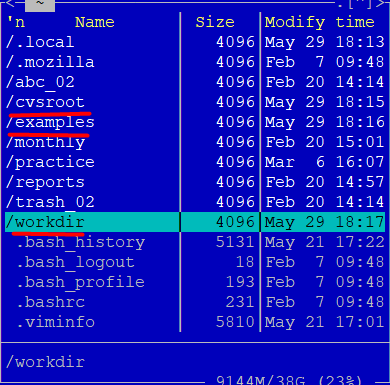 <─ ~ ─.[^]>
'n Name │ Size │Modify time
/.local │ 4096│May 29 18:13
/.mozilla │ 4096│Feb  7 09:48
/abc_02 │ 4096│Feb 20 14:14
/cvsroot │ 4096│May 29 18:15
/examples │ 4096│May 29 18:16
/monthly │ 4096│Feb 20 15:01
/practice │ 4096│Mar  6 16:07
/reports │ 4096│Feb 20 14:57
/trash_02 │ 4096│Feb 20 14:14
/workdir │ 4096│May 29 18:17
.bash_history │ 5131│May 21 17:22
.bash_logout │ 18│Feb  7 09:48
.bash_profile │ 193│Feb  7 09:48
.bashrc │ 231│Feb  7 09:48
.viminfo │ 5810│May 21 17:01
/workdir
9144M/38G (23%)